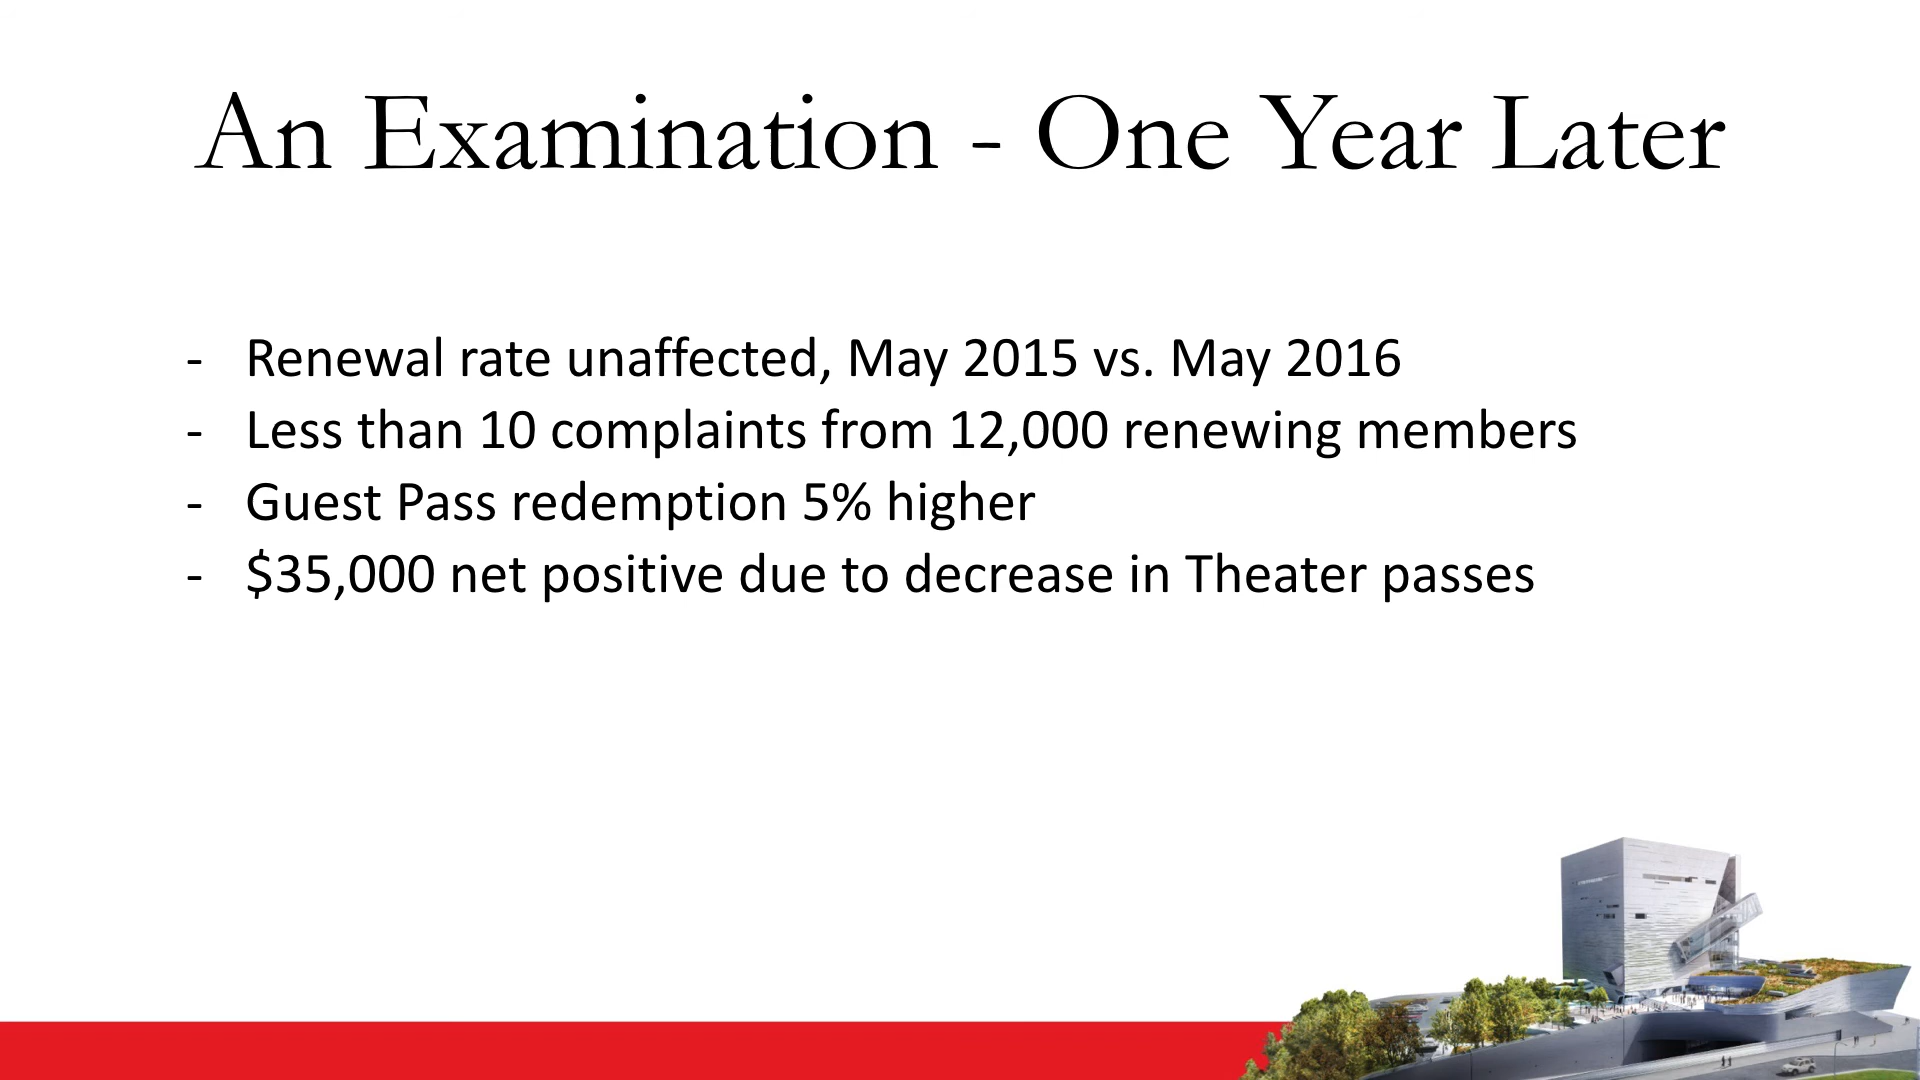 An Examination - One Year Later
- Renewal rate unaffected, May 2015 vs. May 2016
- Less than 10 complaints from 12,000 renewing members
- Guest Pass redemption 5% higher
- $35,000 net positive due to decrease in Theater passes